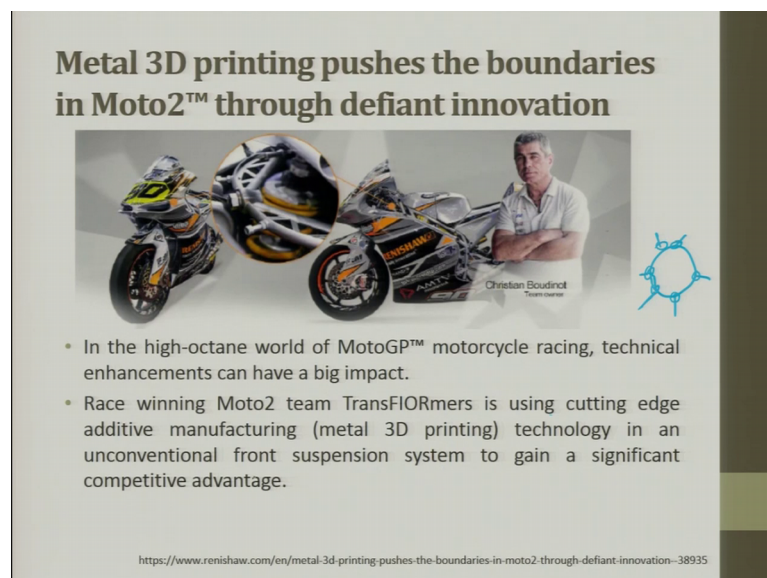 Metal 3D printing pushes the boundaries
in Moto2™ through defiant innovation
RENISHAW
Christian Boudinot
Team owner
• In the high-octane world of MotoGP™ motorcycle racing, technical
enhancements can have a big impact.
• Race winning Moto2 team TransFIORmers is using cutting edge
additive manufacturing (metal 3D printing) technology in an
unconventional front suspension system to gain a significant
competitive advantage.
https://www.renishaw.com/en/metal-3d-printing-pushes-the-boundaries-in-moto2-through-defiant-innovation--38935